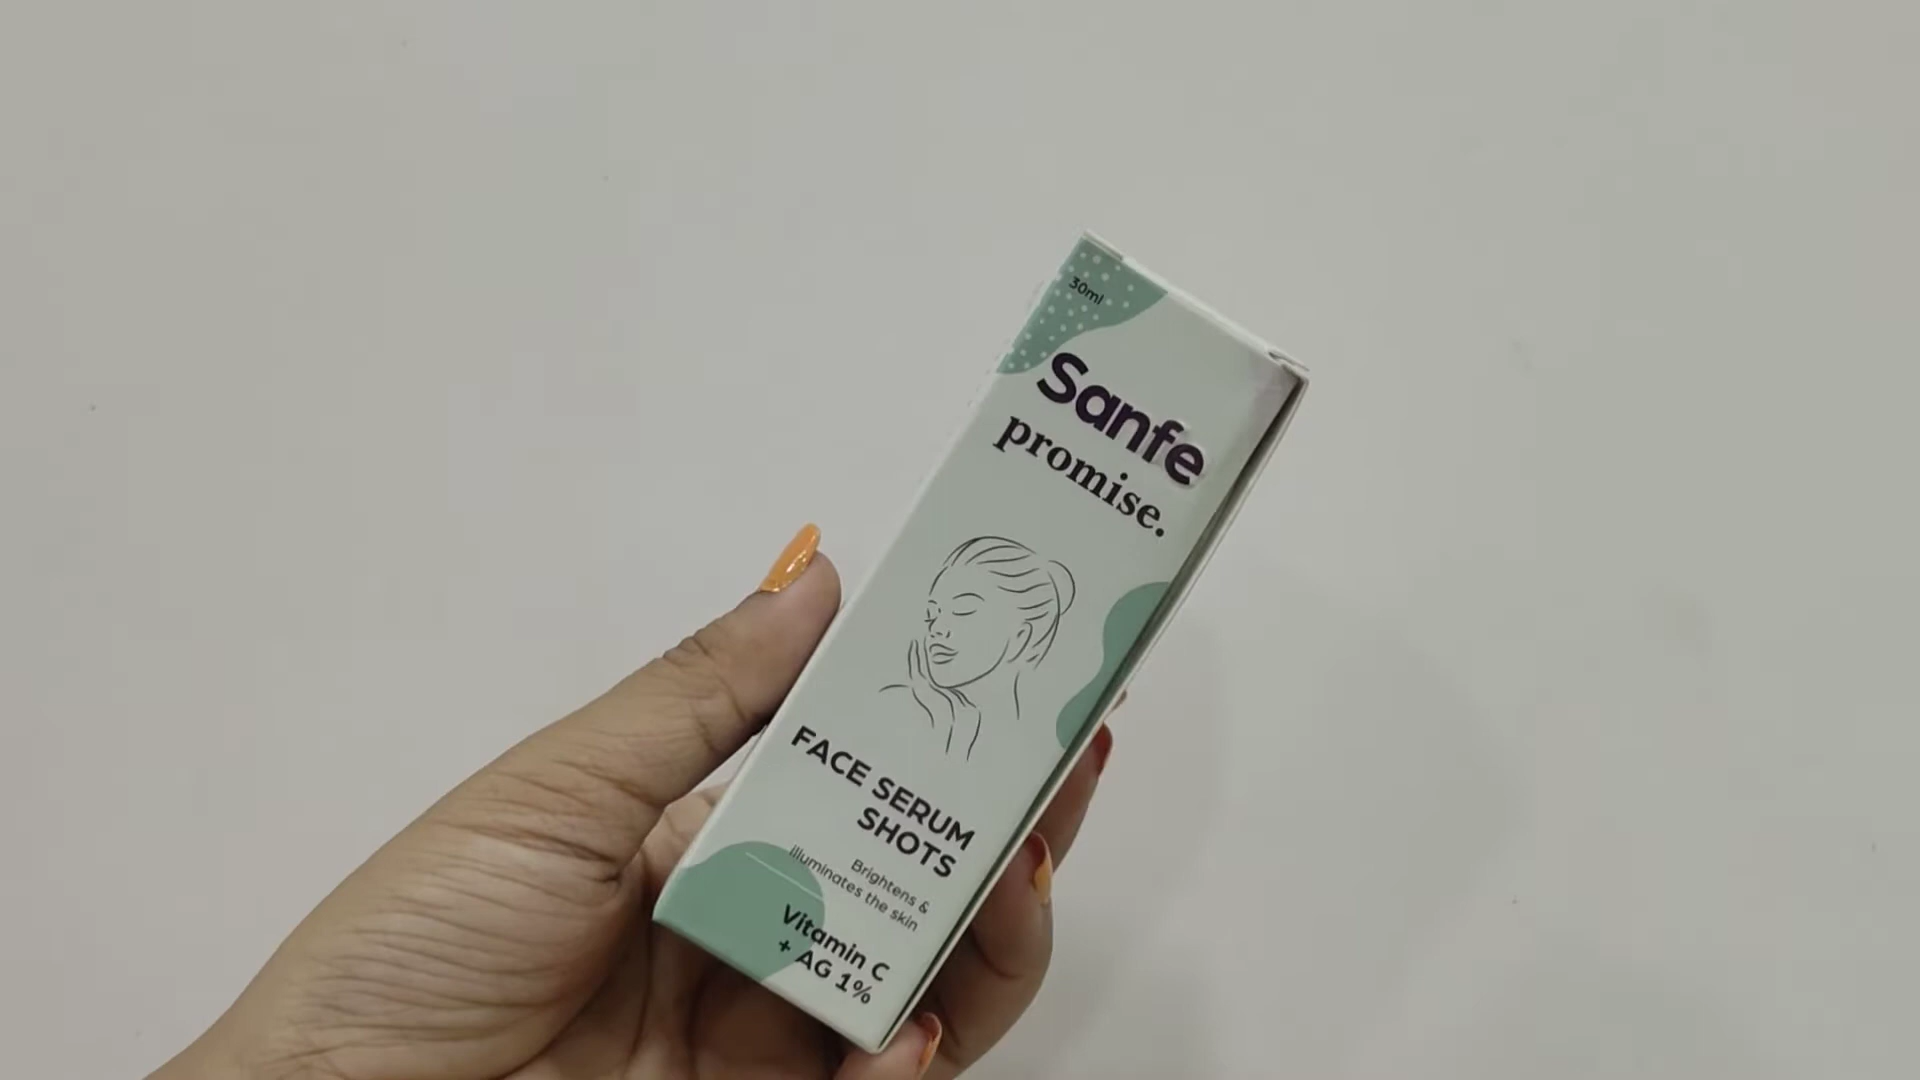 30ml
Sanfe
promise.
FACE SERUM
SHOTS
Brightens &
illuminates the skin
Vitamin C
+ AG 1%